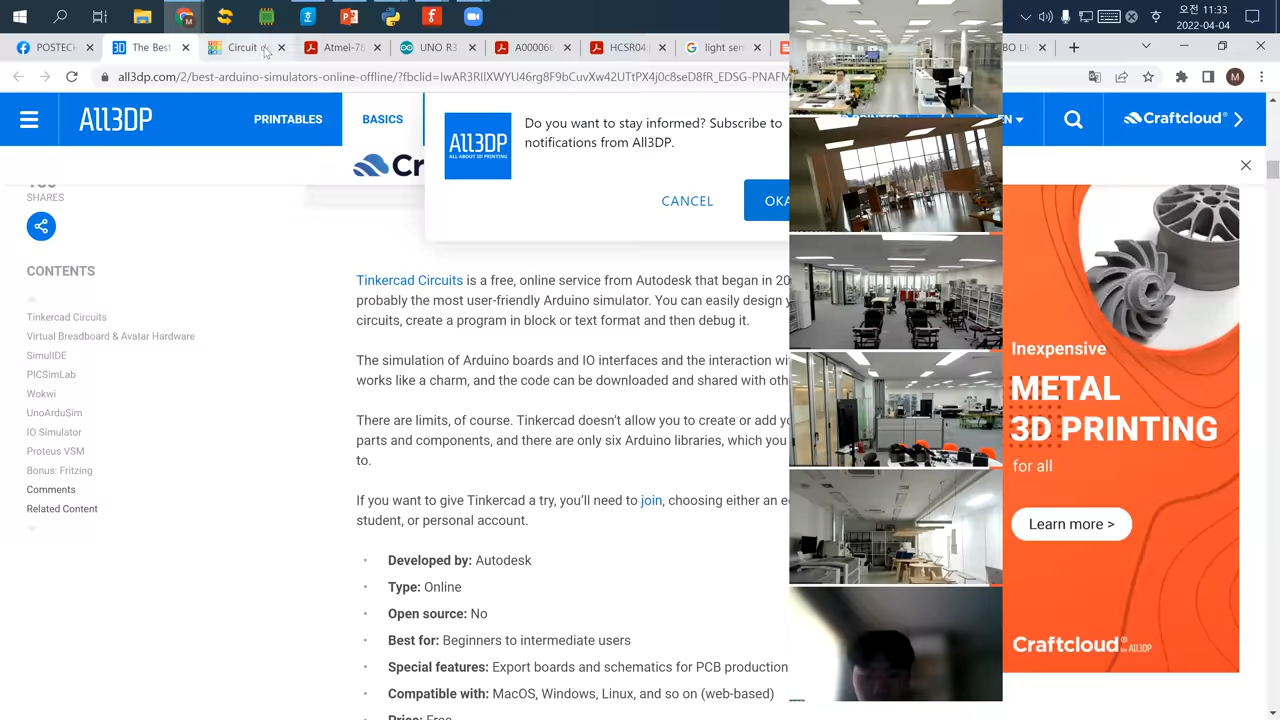 오전 11:33
2022-04-04
POSTECH
The Best
Circuit
Atmel-78
UNO R3
A00006
HCSR04.
light sen
all3dp.com/2/best-arduino-simulators-online-offline/?fbclid=
M
All3DP
PRINTABLES
BASICS
EN
Craftcloud®
Do you want to stay informed? Subscribe to
notifications from All3DP.
All3DP
ALL ABOUT 3D PRINTING
CANCEL
OKA
Cr
SHARES
CONTENTS
Tinkercad Circuits
Virtual Breadboard & Avatar Hardware
SimulIDE
PICSimLab
Wokwi
UnoArduSim
IO Simulator
Proteus VSM
Bonus: Fritzing
Comments
Related Content
Tinkercad Circuits is a free, online service from Autodesk that began in 20
probably the most user-friendly Arduino simulator. You can easily design y
circuits, create a program in block or text format and then debug it.
The simulation of Arduino boards and IO interfaces and the interaction wi
works like a charm, and the code can be downloaded and shared with oth
There are limits, of course. Tinkercad doesn't allow you to create or add yo
parts and components, and there are only six Arduino libraries, which you
to.
If you want to give Tinkercad a try, you'll need to join, choosing either an e
student, or personal account.
Developed by: Autodesk
Type: Online
Open source: No
Best for: Beginners to intermediate users
Special features: Export boards and schematics for PCB production
Compatible with: MacOS, Windows, Linux, and so on (web-based)
Price: Free
Inexpensive
METAL
3D PRINTING
for all
Learn more >
Craftcloud® by All3DP